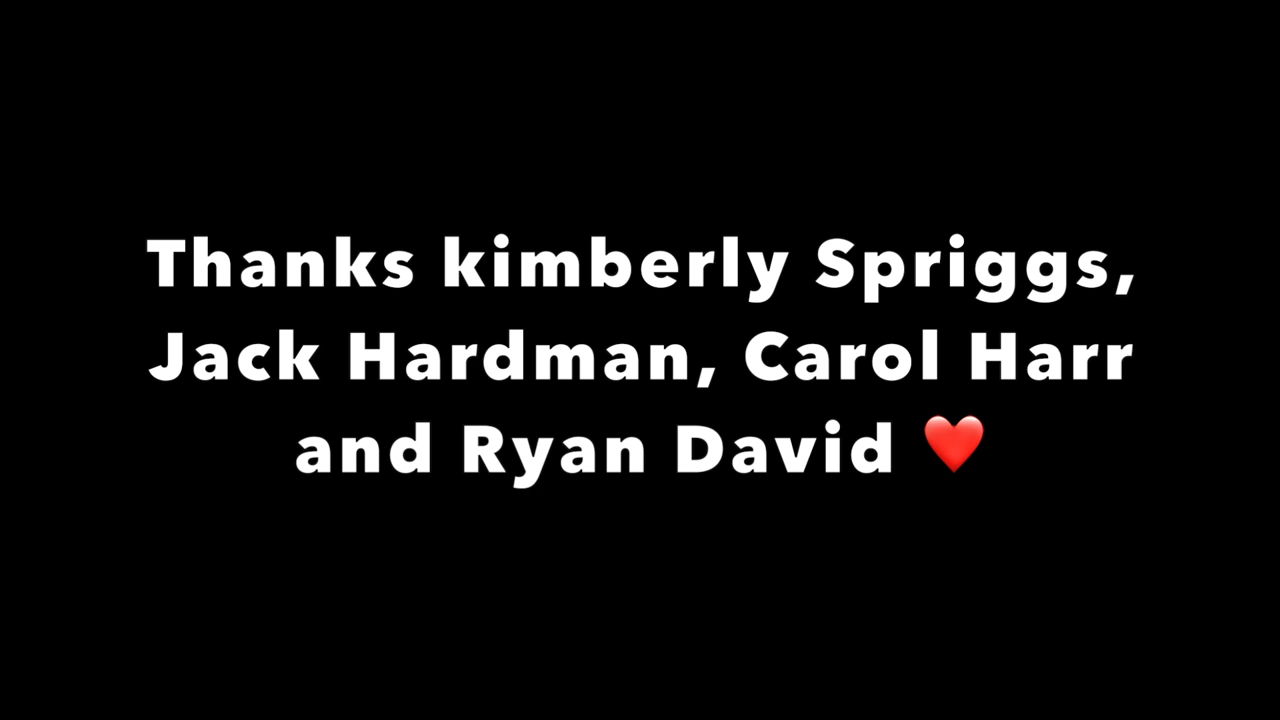 Thanks kimberly Spriggs,
Jack Hardman, Carol Harr
and Ryan David ❤️